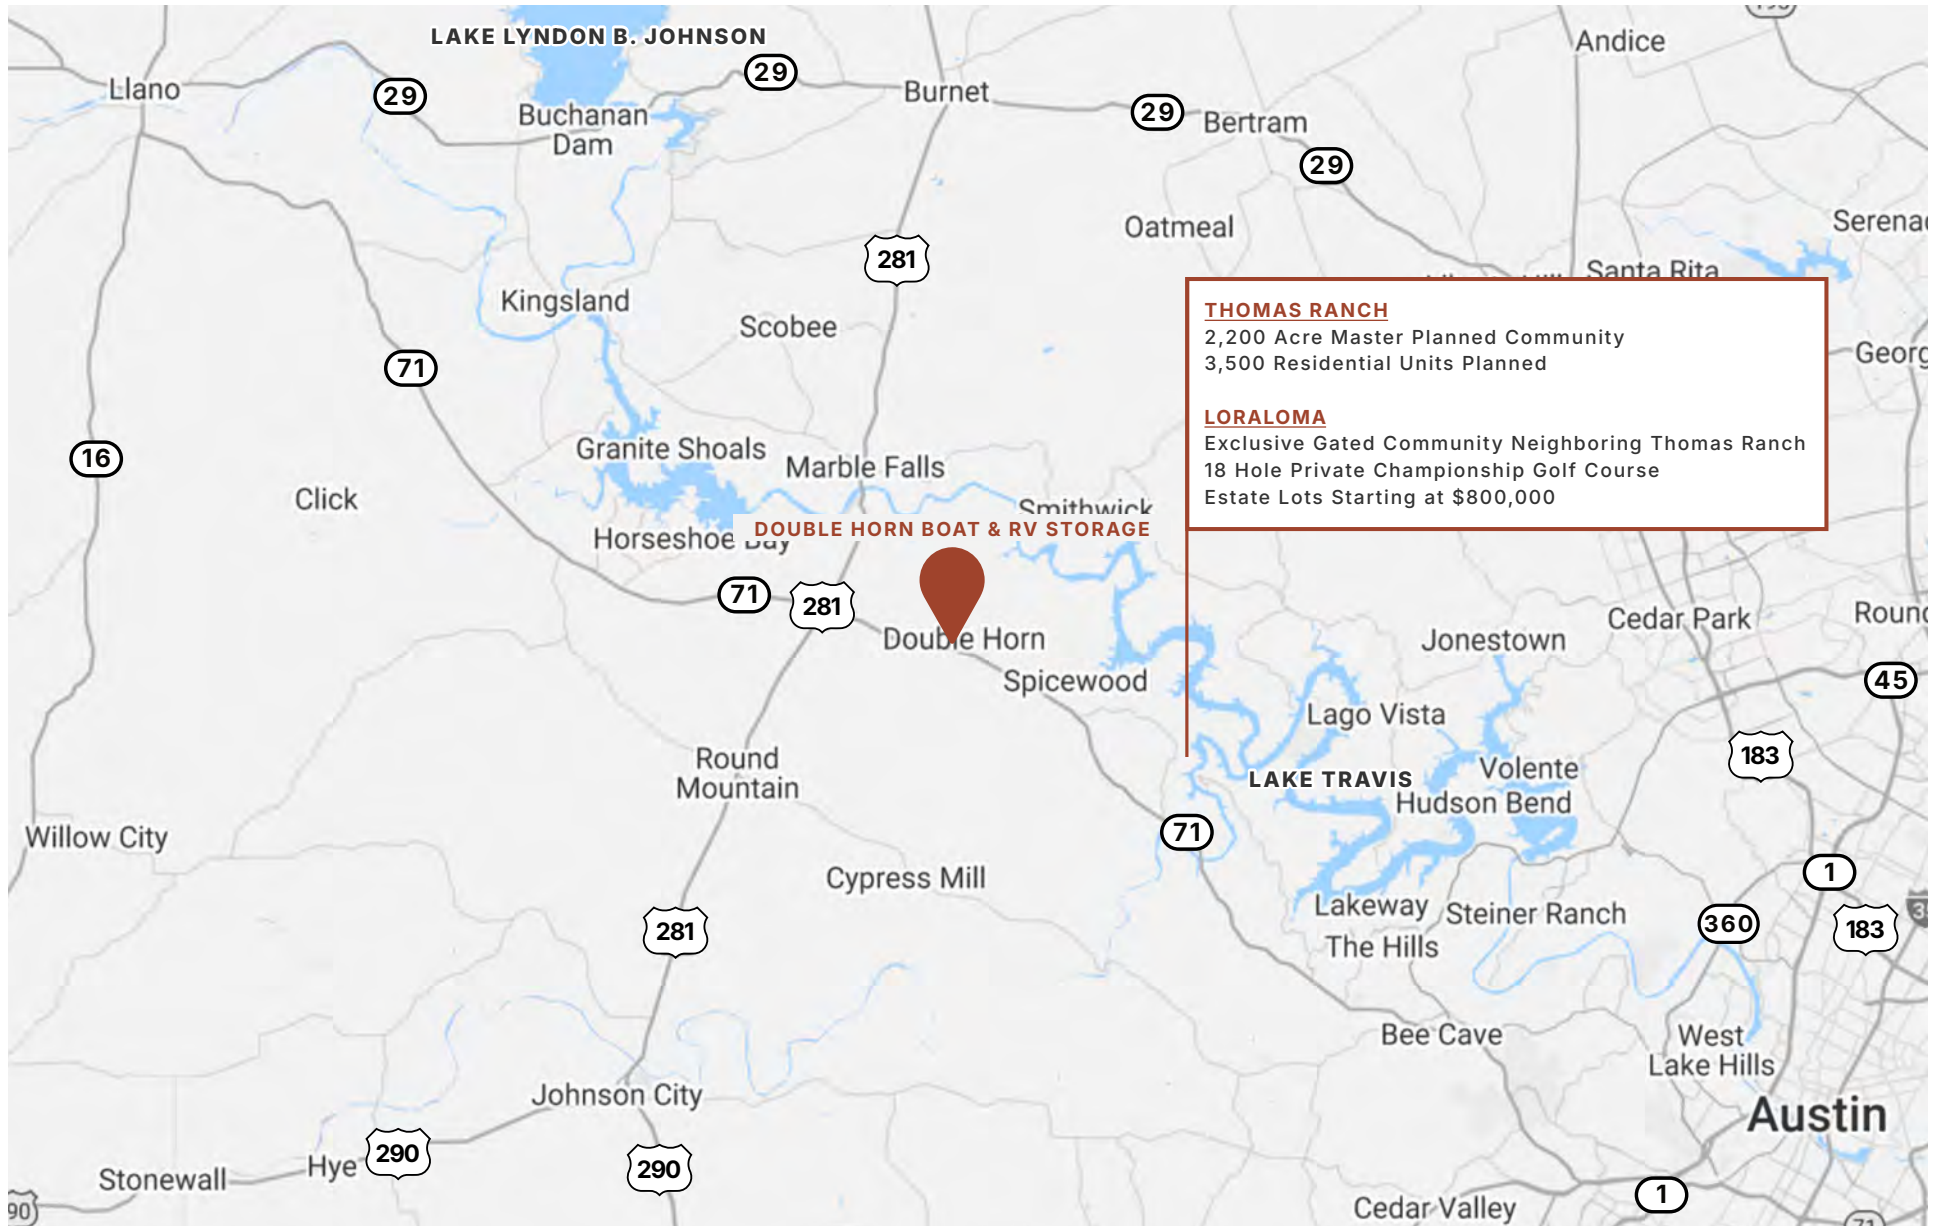 LAKE LYNDON B. JOHNSON
Andice
Llano
29
29
Burnet
29
Bertram
Buchanan
Dam
29
Oatmeal
281
Santa Rita
Kingsland
Scobee
THOMAS RANCH
2,200 Acre Master Planned Community
3,500 Residential Units Planned
LORALOMA
Exclusive Gated Community Neighboring Thomas Ranch
18 Hole Private Championship Golf Course
Estate Lots Starting at $800,000
71
16
Click
Granite Shoals
Marble Falls
Smithwick
DOUBLE HORN BOAT & RV STORAGE
Horseshoe Bay
71
281
Double Horn
Spicewood
Cedar Park
Round
Jonestown
45
Lago Vista
183
Round
Mountain
LAKE TRAVIS
Volente
Hudson Bend
Willow City
71
Cypress Mill
1
Lakeway
Steiner Ranch
360
183
The Hills
281
Bee Cave
West
Lake Hills
Johnson City
Austin
290
Hye
290
Stonewall
1
Cedar Valley
90
71